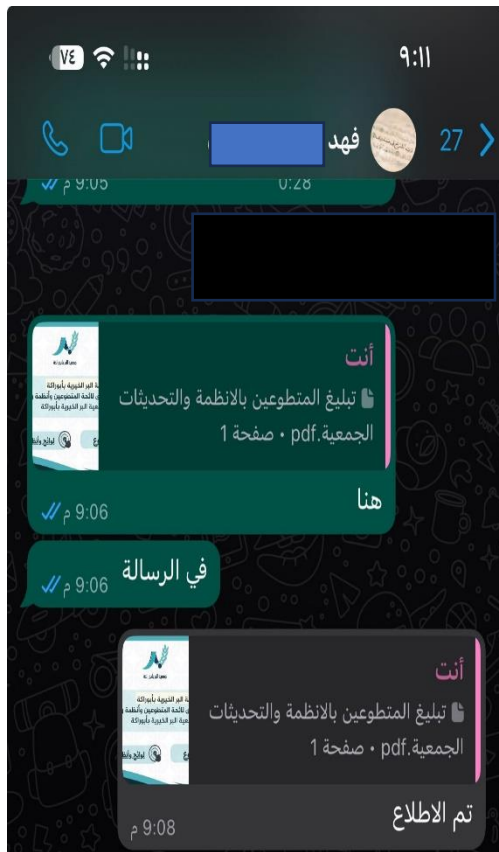 ٩:١١
٧٤
27
فهد
0:28
9:05 م
أنت
تبليغ المتطوعين بالانظمة والتحديثات
الجمعية.pdf • صفحة 1
هنا
9:06 م
في الرسالة
9:06 م
أنت
تبليغ المتطوعين بالانظمة والتحديثات
الجمعية.pdf • صفحة 1
تم الاطلاع
9:08 م